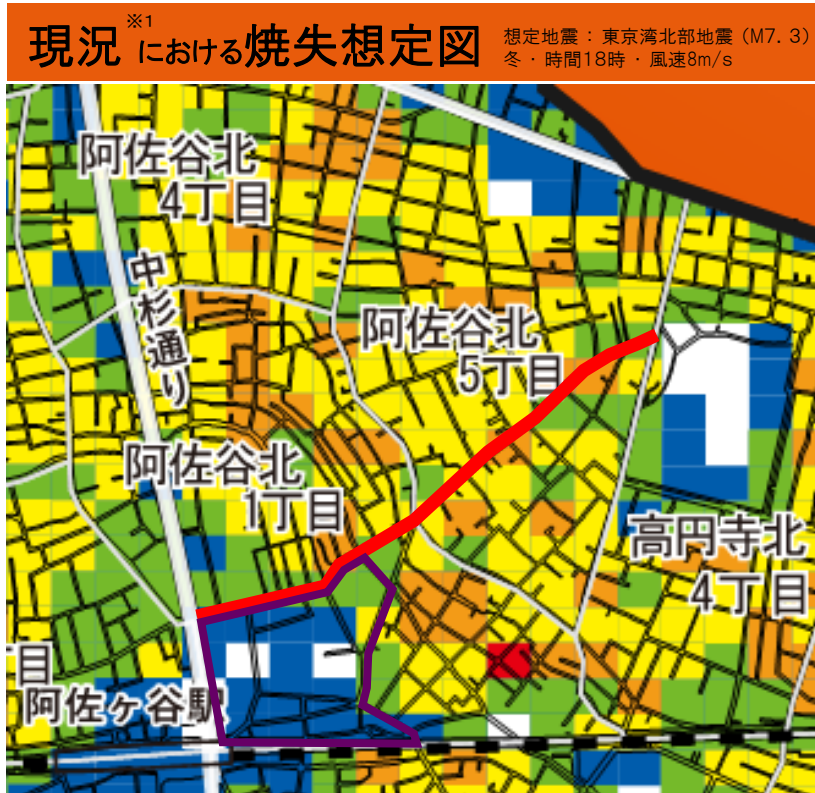 現況※1における焼失想定図
想定地震：東京湾北部地震（M7.3）
冬・時間18時・風速8m/s
阿佐谷北
4丁目
中杉通り
阿佐谷北
5丁目
阿佐谷北
1丁目
高円寺北
4丁目
丁目
阿佐ヶ谷駅